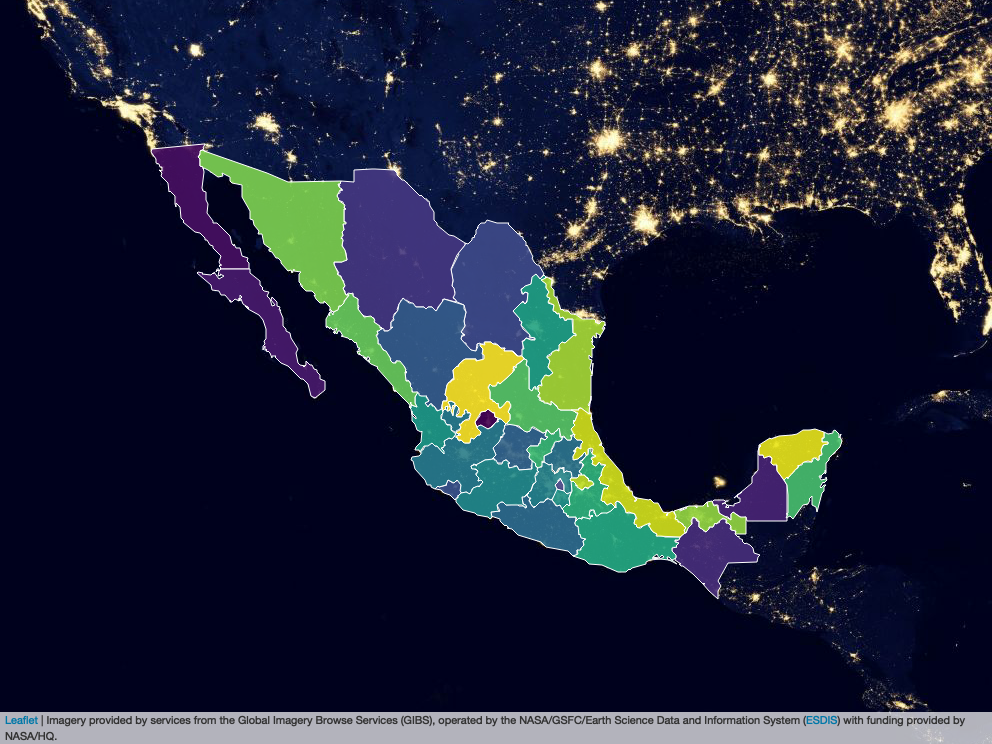 Leaflet | Imagery provided by services from the Global Imagery Browse Services (GIBS), operated by the NASA/GSFC/Earth Science Data and Information System (ESDIS) with funding provided by
NASA/HQ.